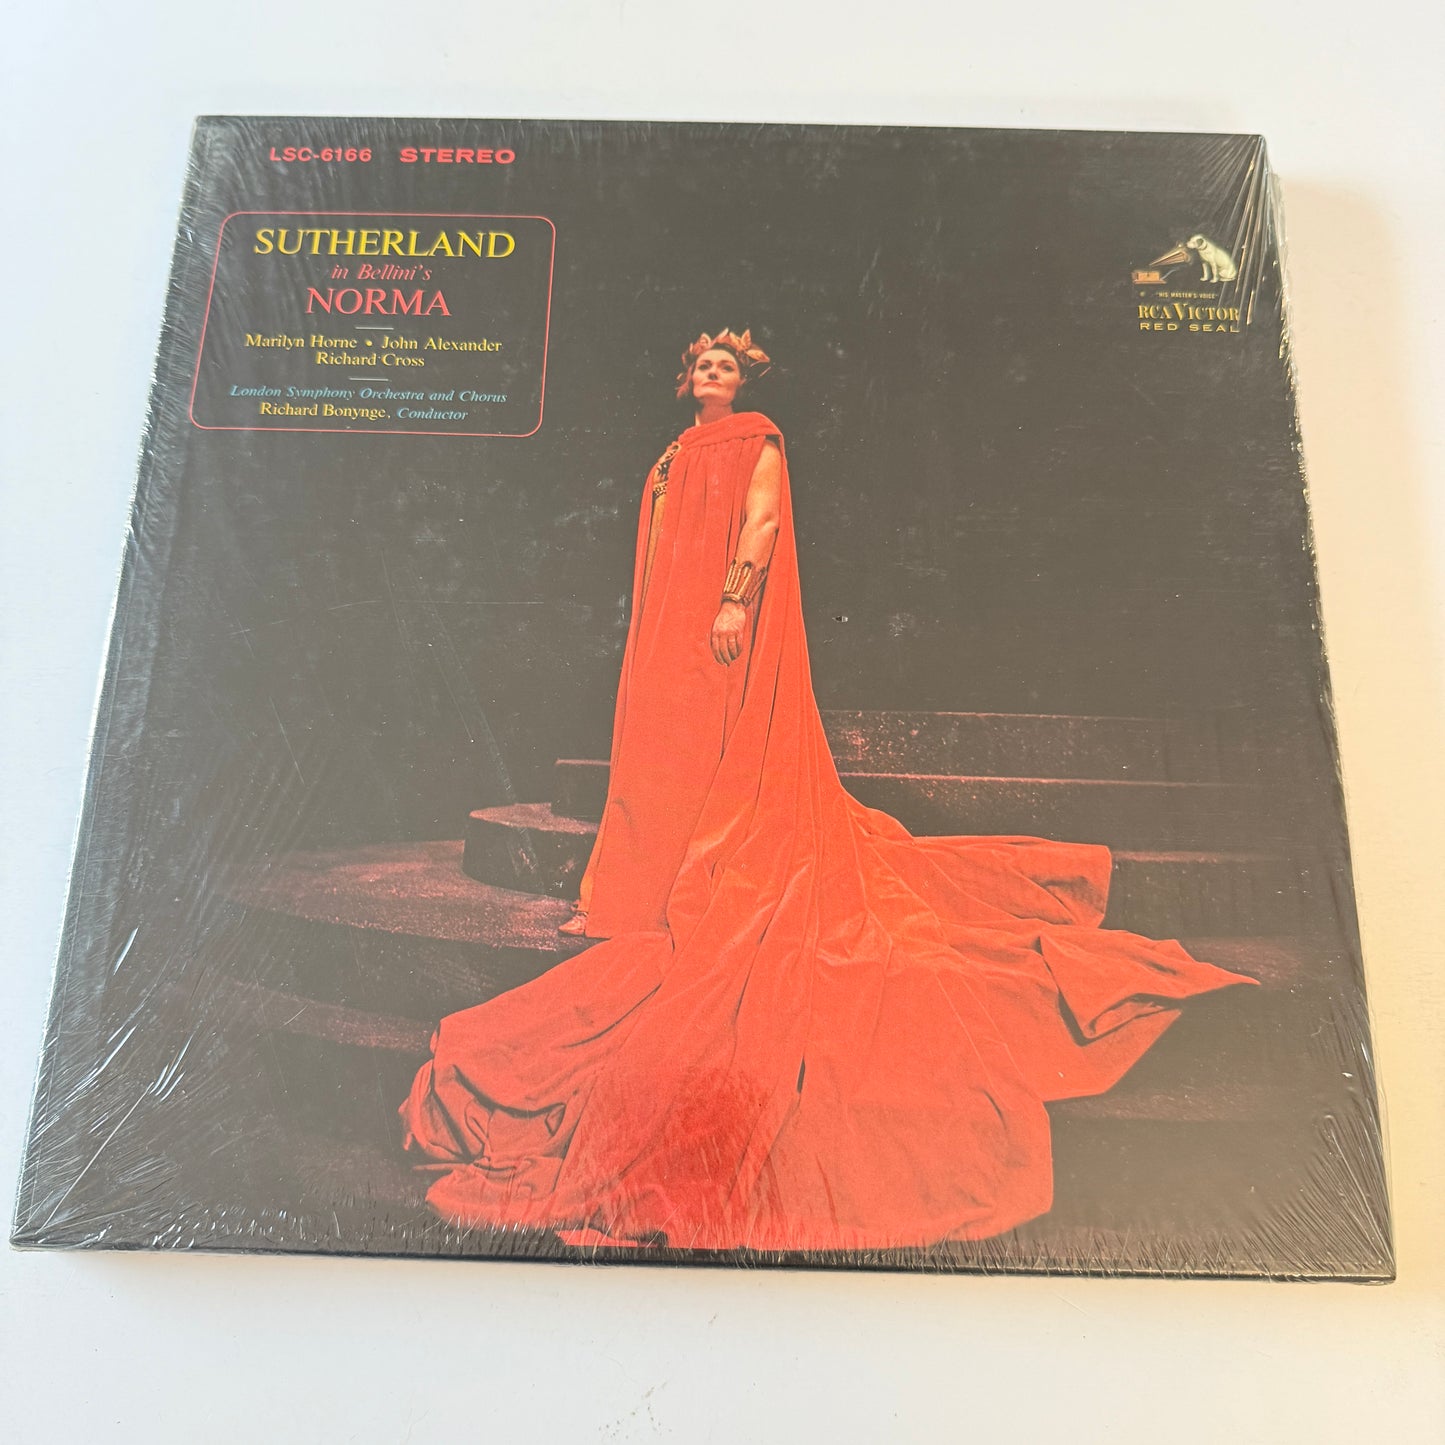 LSC-6166 STEREO
SUTHERLAND
in Bellini's
NORMA
Marilyn Horne • John Alexander
Richard Cross
London Symphony Orchestra and Chorus
Richard Bonynge, Conductor
"HIS MASTER'S VOICE"
RCA VICTOR
RED SEAL